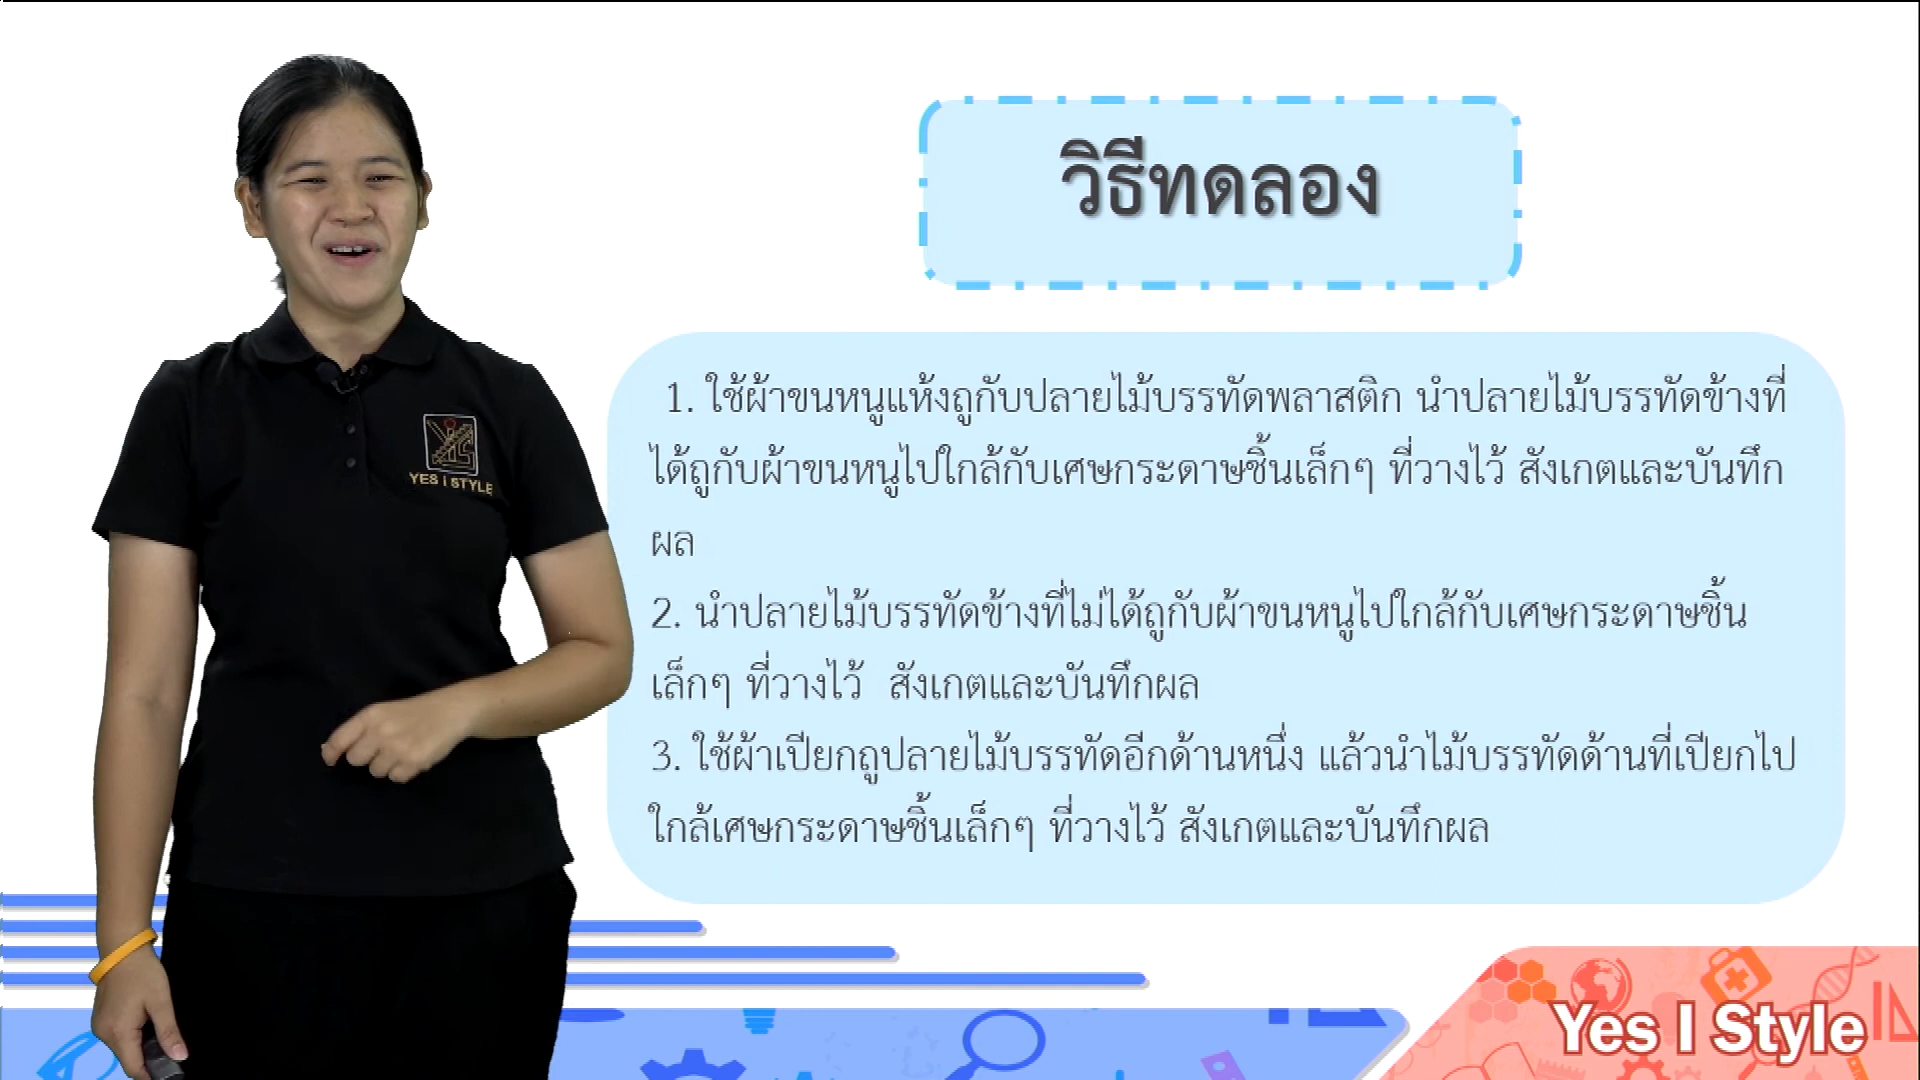 วิธีทดลอง
1. ใช้ผ้าขนหนูแห้งถูกับปลายไม้บรรทัดพลาสติก นำปลายไม้บรรทัดข้างที่
ได้ถูกับผ้าขนหนูไปใกล้กับเศษกระดาษชิ้นเล็กๆ ที่วางไว้ สังเกตและบันทึก
ผล
2. นำปลายไม้บรรทัดข้างที่ไม่ได้ถูกับผ้าขนหนูไปใกล้กับเศษกระดาษชิ้น
เล็กๆ ที่วางไว้  สังเกตและบันทึกผล
3. ใช้ผ้าเปียกถูปลายไม้บรรทัดอีกด้านหนึ่ง แล้วนำไม้บรรทัดด้านที่เปียกไป
ใกล้เศษกระดาษชิ้นเล็กๆ ที่วางไว้ สังเกตและบันทึกผล
YES i STYLE
Yes I Style